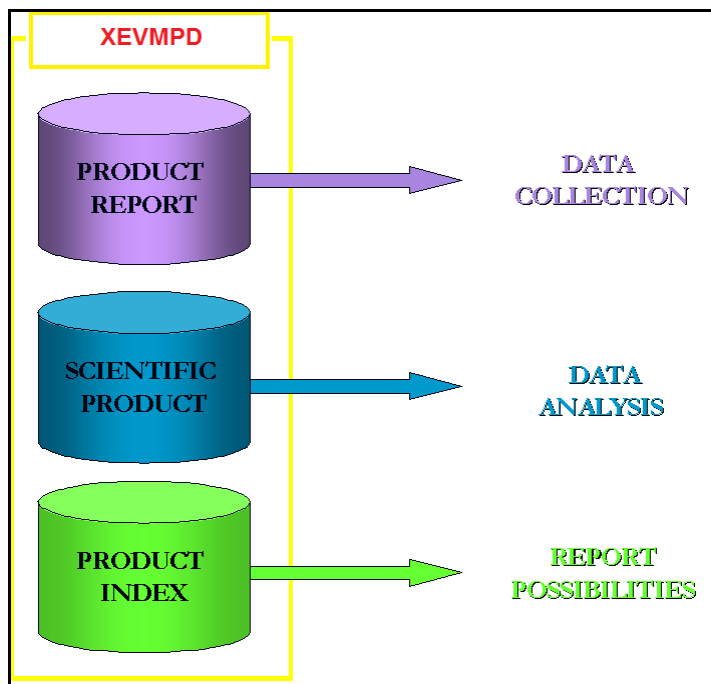 XEVMPD
PRODUCT
REPORT
DATA
COLLECTION
SCIENTIFIC
PRODUCT
DATA
ANALYSIS
PRODUCT
INDEX
REPORT
POSSIBILITIES